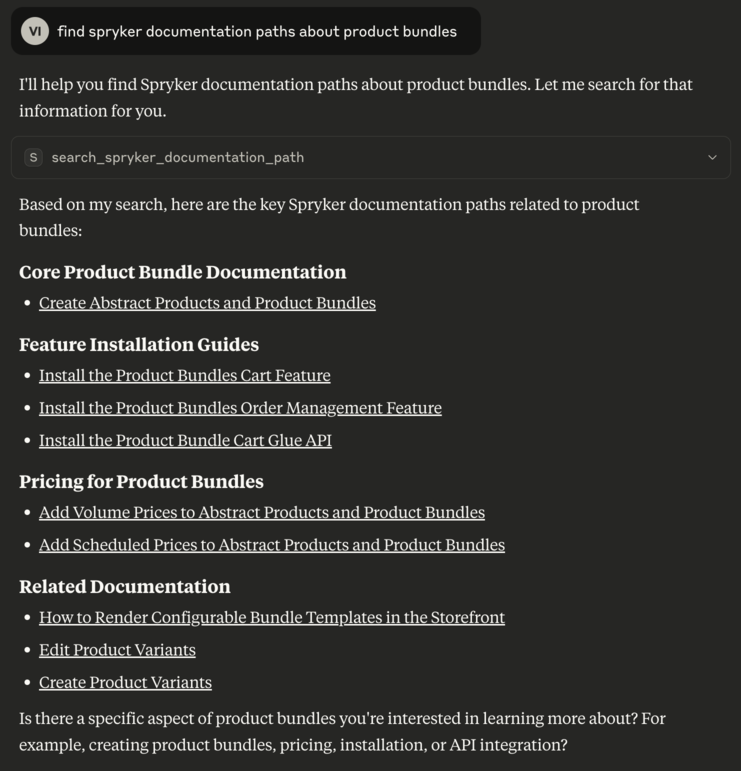 VI find spryker documentation paths about product bundles
I'll help you find Spryker documentation paths about product bundles. Let me search for that
information for you.
S search_spryker_documentation_path
Based on my search, here are the key Spryker documentation paths related to product
bundles:
Core Product Bundle Documentation
• Create Abstract Products and Product Bundles
Feature Installation Guides
• Install the Product Bundles Cart Feature
• Install the Product Bundles Order Management Feature
• Install the Product Bundle Cart Glue API
Pricing for Product Bundles
• Add Volume Prices to Abstract Products and Product Bundles
• Add Scheduled Prices to Abstract Products and Product Bundles
Related Documentation
• How to Render Configurable Bundle Templates in the Storefront
• Edit Product Variants
• Create Product Variants
Is there a specific aspect of product bundles you're interested in learning more about? For
example, creating product bundles, pricing, installation, or API integration?